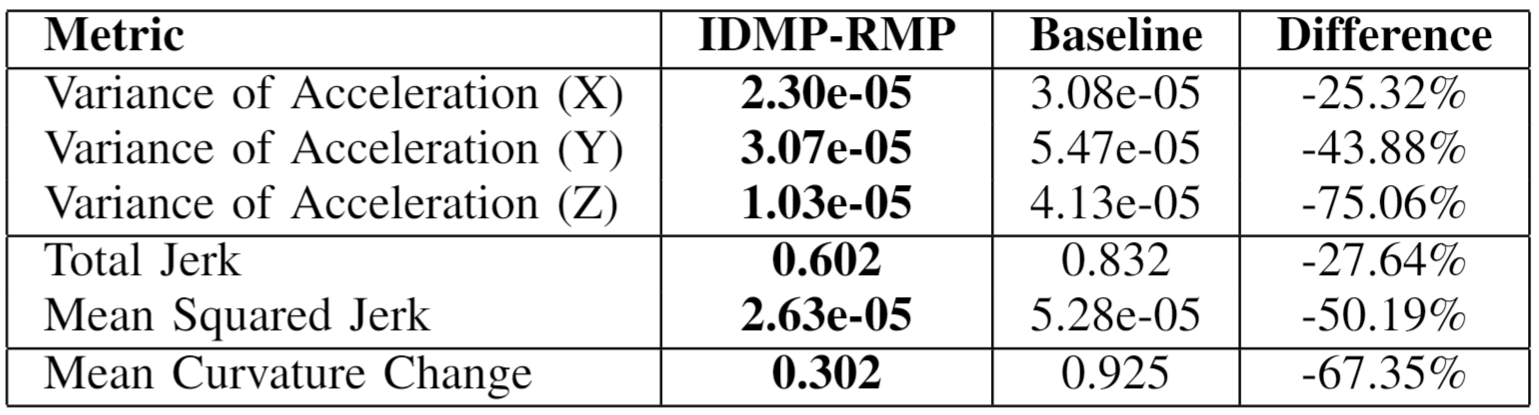 Metric IDMP-RMP Baseline Difference
Variance of Acceleration (X) 2.30e-05 3.08e-05 -25.32%
Variance of Acceleration (Y) 3.07e-05 5.47e-05 -43.88%
Variance of Acceleration (Z) 1.03e-05 4.13e-05 -75.06%
Total Jerk 0.602 0.832 -27.64%
Mean Squared Jerk 2.63e-05 5.28e-05 -50.19%
Mean Curvature Change 0.302 0.925 -67.35%